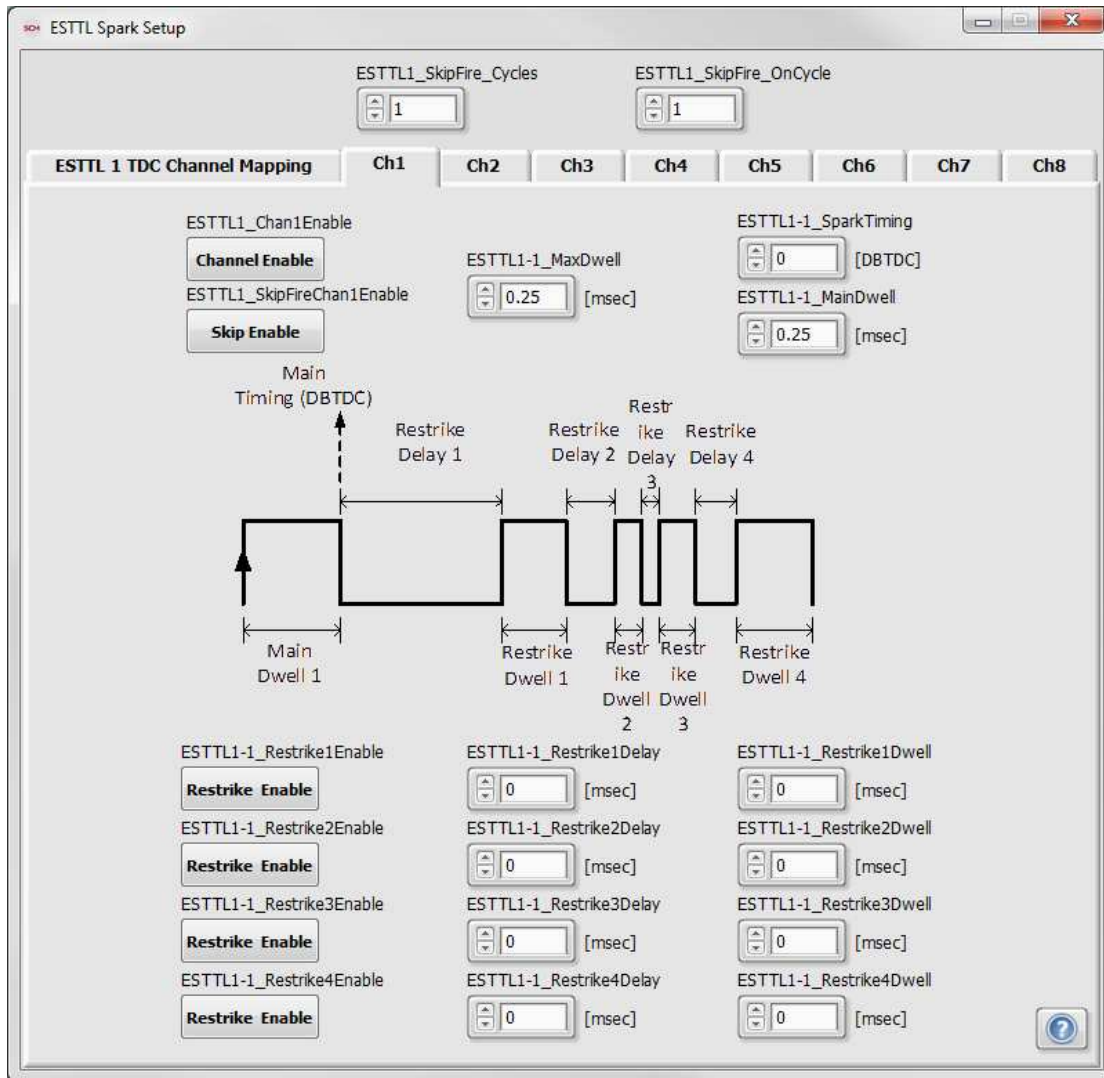 ESTTL Spark Setup
ESTTL1_SkipFire_Cycles ESTTL1_SkipFire_OnCycle
1 1
ESTTL 1 TDC Channel Mapping Ch1 Ch2 Ch3 Ch4 Ch5 Ch6 Ch7 Ch8
ESTTL1_Chan1Enable
Channel Enable
ESTTL1_SkipFireChan1Enable
Skip Enable
ESTTL1-1_MaxDwell
0.25 [msec]
ESTTL1-1_SparkTiming
0 [DBTDC]
ESTTL1-1_MainDwell
0.25 [msec]
Main
Timing (DBTDC)
Restrike
Delay 1
Restrike
Delay 2
Restr
ike
Delay
3
Restrike
Delay 4
Main
Dwell 1
Restrike
Dwell 1
Restr
ike
Dwell
2
Restr
ike
Dwell
3
Restrike
Dwell 4
ESTTL1-1_Restrike1Enable ESTTL1-1_Restrike1Delay ESTTL1-1_Restrike1Dwell
Restrike Enable 0 [msec] 0 [msec]
ESTTL1-1_Restrike2Enable ESTTL1-1_Restrike2Delay ESTTL1-1_Restrike2Dwell
Restrike Enable 0 [msec] 0 [msec]
ESTTL1-1_Restrike3Enable ESTTL1-1_Restrike3Delay ESTTL1-1_Restrike3Dwell
Restrike Enable 0 [msec] 0 [msec]
ESTTL1-1_Restrike4Enable ESTTL1-1_Restrike4Delay ESTTL1-1_Restrike4Dwell
Restrike Enable 0 [msec] 0 [msec]
?